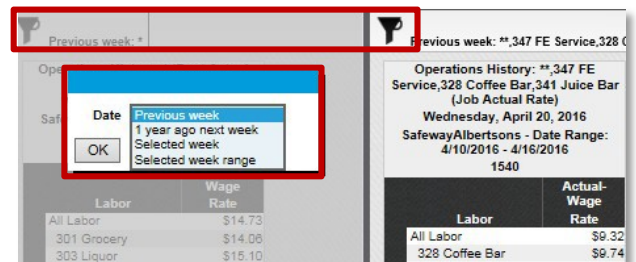 Previous week: *
Ope
Saf
Date
Previous week
1 year ago next week
Selected week
Selected week range
OK
Wage
Labor Rate
All Labor $14.73
301 Grocery $14.06
303 Liquor $15.10
Previous week: **,347 FE Service,328 C
Operations History: **,347 FE
Service,328 Coffee Bar,341 Juice Bar
(Job Actual Rate)
Wednesday, April 20, 2016
SafewayAlbertsons - Date Range:
4/10/2016 - 4/16/2016
1540
Actual-
Wage
Labor Rate
All Labor $9.32
328 Coffee Bar $9.74